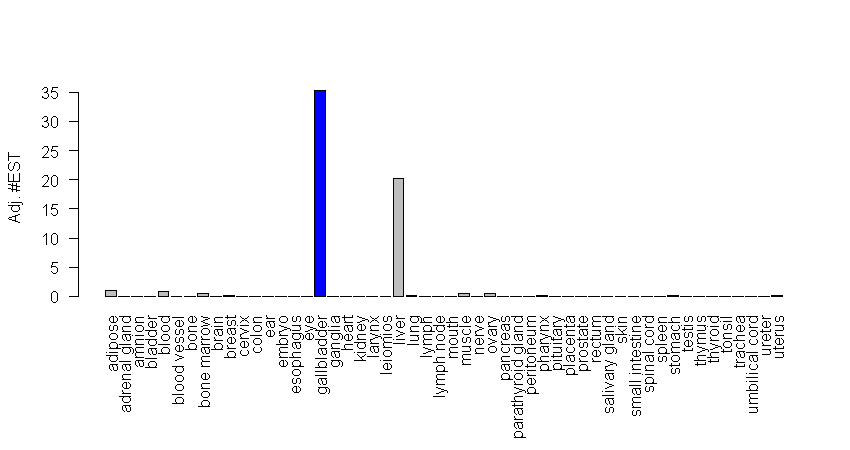 Adj. #EST
35
30
25
20
15
10
5
0
adipose
adrenal gland
amnion
bladder
blood
blood vessel
bone
bone marrow
brain
breast
cervix
colon
ear
embryo
esophagus
eye
gallbladder
ganglia
heart
kidney
larynx
leiomios
liver
lung
lymph
lymph node
mouth
muscle
nerve
ovary
pancreas
parathyroid gland
peritoneum
pharynx
pituitary
placenta
prostate
rectum
salivary gland
skin
small intestine
spinal cord
spleen
stomach
testis
thymus
thyroid
tonsil
trachea
umbilical cord
ureter
uterus